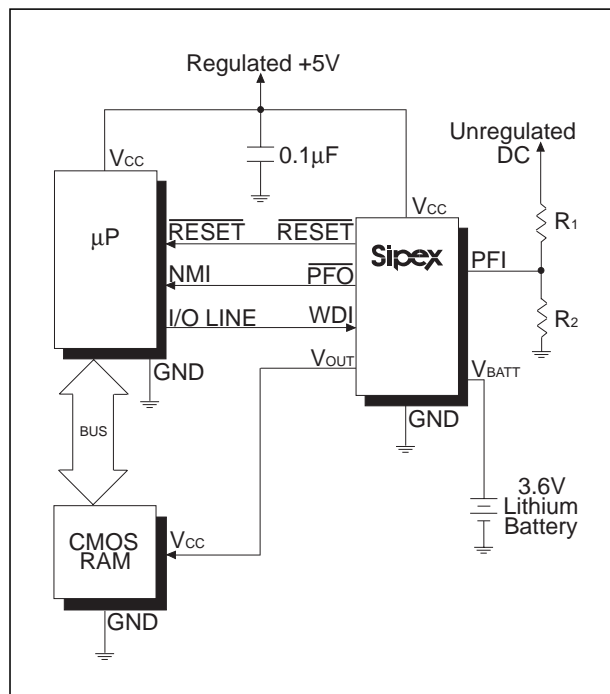 Regulated +5V
Unregulated
DC
VCC
0.1µF
VCC
R1
µP
RESET
RESET
Sipex
PFI
NMI
PFO
R2
I/O LINE
WDI
VOUT
VBATT
GND
GND
BUS
3.6V
Lithium
Battery
CMOS
RAM
VCC
GND